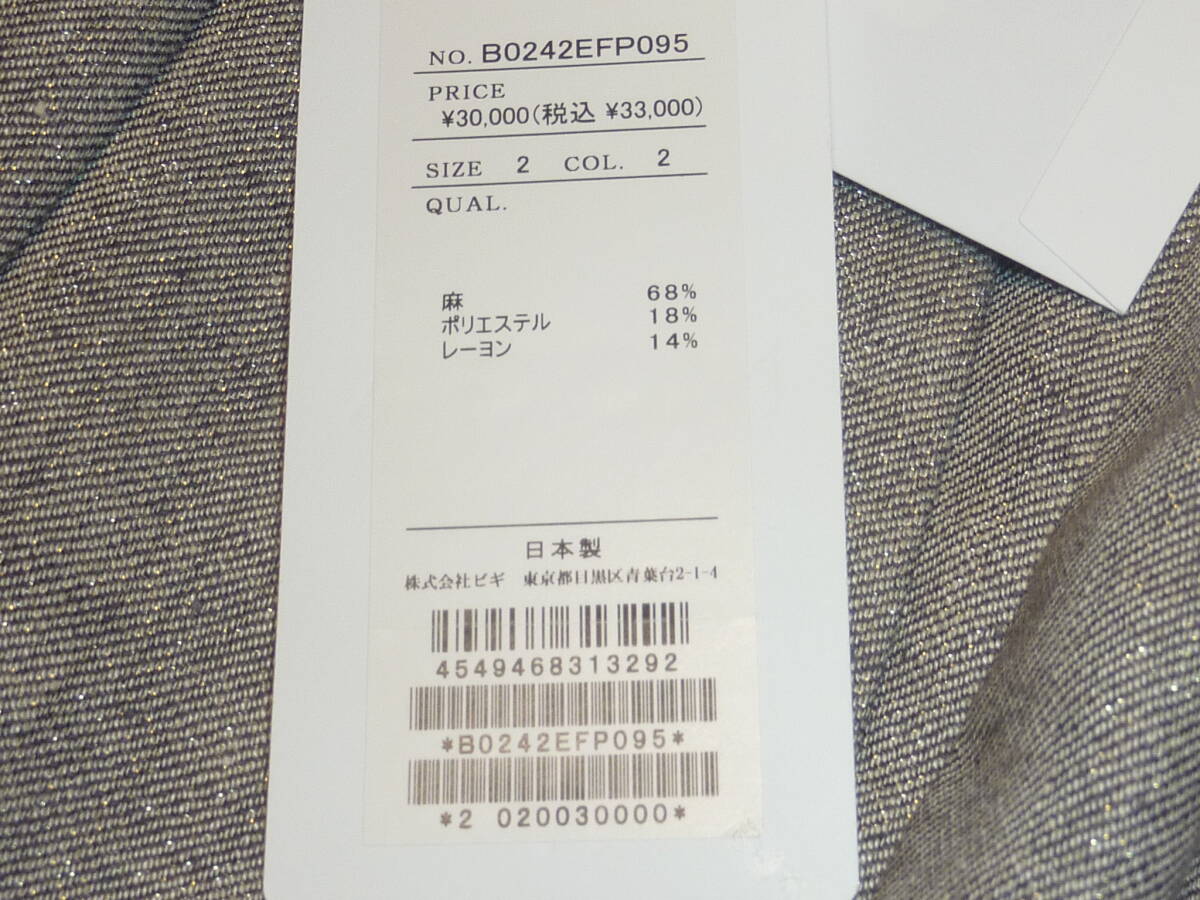 NO. B0242EFP095
PRICE
¥30,000(税込 ¥33,000)
SIZE 2 COL. 2
QUAL.
麻 68%
ポリエステル 18%
レーヨン 14%
日本製
株式会社ビギ 東京都目黒区青葉台2-1-4
4549468313292
*B0242EFP095*
*2 020030000*